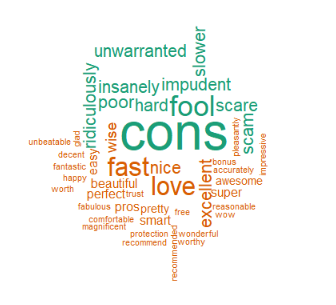 unwarranted
slower
ridiculously
insanely
impudent
poor
hard
fool
scare
cons
scam
wise
pleasantly
impressive
unbeatable
glad
decent
easy
fast
nice
bonus
fantastic
accurately
happy
beautiful
love
excellent
awesome
worth
perfect
trust
super
fabulous
pros
pretty
free
reasonable
comfortable
smart
wow
magnificent
protection
wonderful
recommend
recommended
worthy